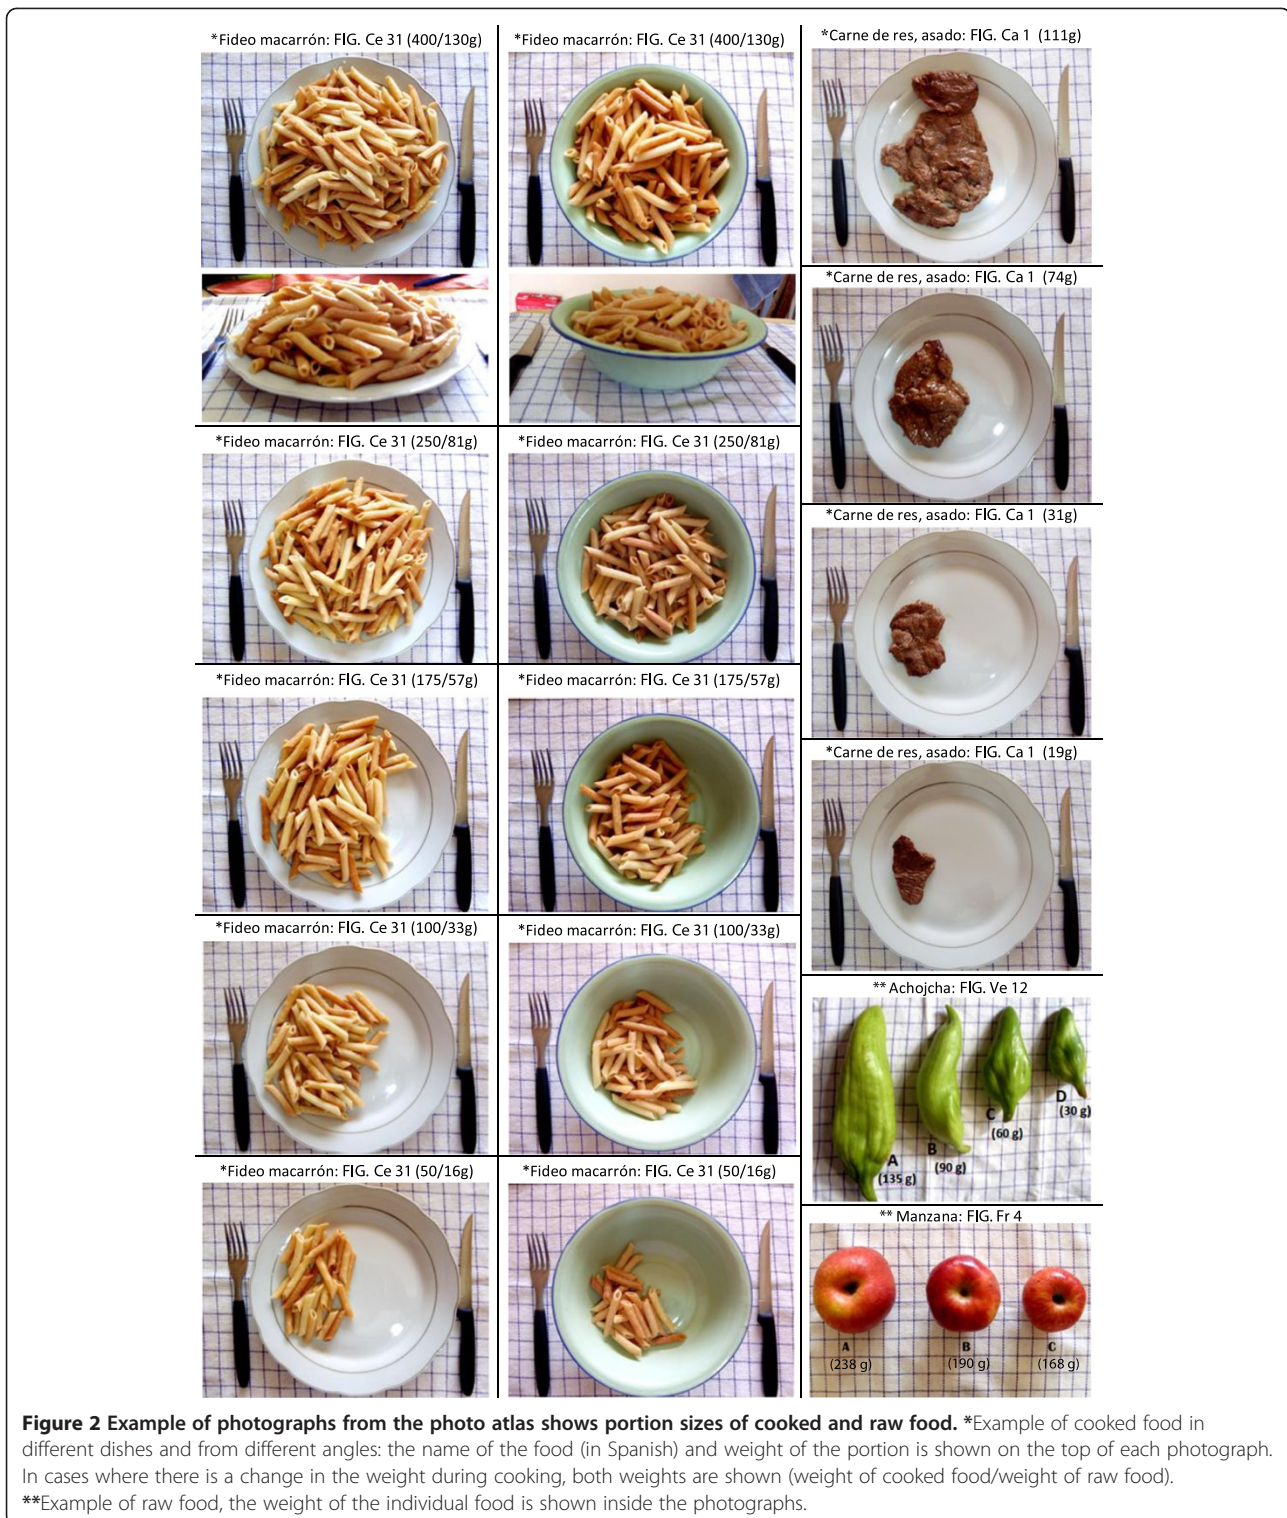 *Fideo macarrón: FIG. Ce 31 (400/130g)
*Fideo macarrón: FIG. Ce 31 (250/81g)
*Fideo macarrón: FIG. Ce 31 (175/57g)
*Fideo macarrón: FIG. Ce 31 (100/33g)
*Fideo macarrón: FIG. Ce 31 (50/16g)
*Fideo macarrón: FIG. Ce 31 (400/130g)
*Fideo macarrón: FIG. Ce 31 (250/81g)
*Fideo macarrón: FIG. Ce 31 (175/57g)
*Fideo macarrón: FIG. Ce 31 (100/33g)
*Fideo macarrón: FIG. Ce 31 (50/16g)
*Carne de res, asado: FIG. Ca 1 (111g)
*Carne de res, asado: FIG. Ca 1 (74g)
*Carne de res, asado: FIG. Ca 1 (31g)
*Carne de res, asado: FIG. Ca 1 (19g)
** Achojcha: FIG. Ve 12
A
(135 g)
B
(90 g)
C
(60 g)
D
(30 g)
** Manzana: FIG. Fr 4
A
(238 g)
B
(190 g)
C
(168 g)
Figure 2 Example of photographs from the photo atlas shows portion sizes of cooked and raw food. *Example of cooked food in
different dishes and from different angles: the name of the food (in Spanish) and weight of the portion is shown on the top of each photograph.
In cases where there is a change in the weight during cooking, both weights are shown (weight of cooked food/weight of raw food).
**Example of raw food, the weight of the individual food is shown inside the photographs.